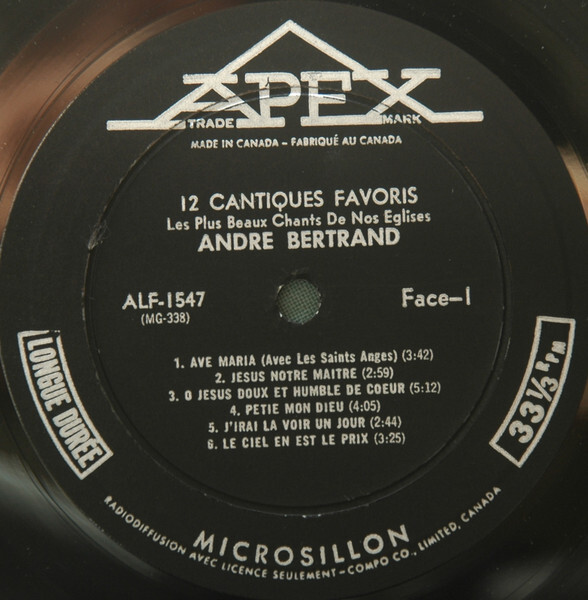 APEX
TRADE MARK
MADE IN CANADA – FABRIQUÉ AU CANADA
12 CANTIQUES FAVORIS
Les Plus Beaux Chants De Nos Eglises
ANDRE BERTRAND
ALF-1547
(MG-338)
Face-1
1. AVE MARIA (Avec Les Saints Anges) (3:42)
2. JESUS NOTRE MAITRE (2:59)
3. O JESUS DOUX ET HUMBLE DE COEUR (5:12)
4. PETIE MON DIEU (4:05)
5. J'IRAI LA VOIR UN JOUR (2:44)
6. LE CIEL EN EST LE PRIX (3:25)
LONGUE DURÉE
33 1/3 RPM
MICROSILLON
RADIODIFFUSION AVEC LICENCE SEULEMENT–COMPO CO., LIMITED, CANADA